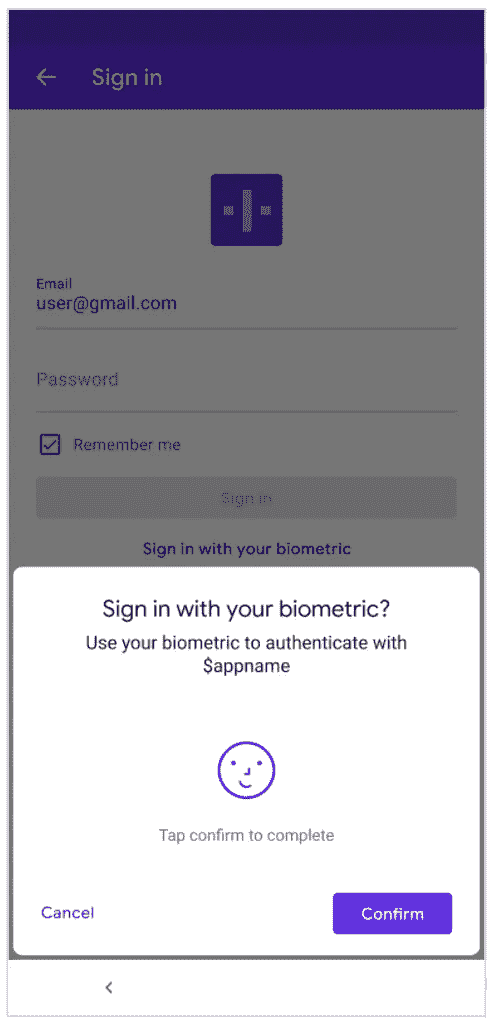 Sign in
Email
user@gmail.com
Password
Remember me
Sign in
Sign in with your biometric
Sign in with your biometric?
Use your biometric to authenticate with
$appname
Tap confirm to complete
Cancel
Confirm